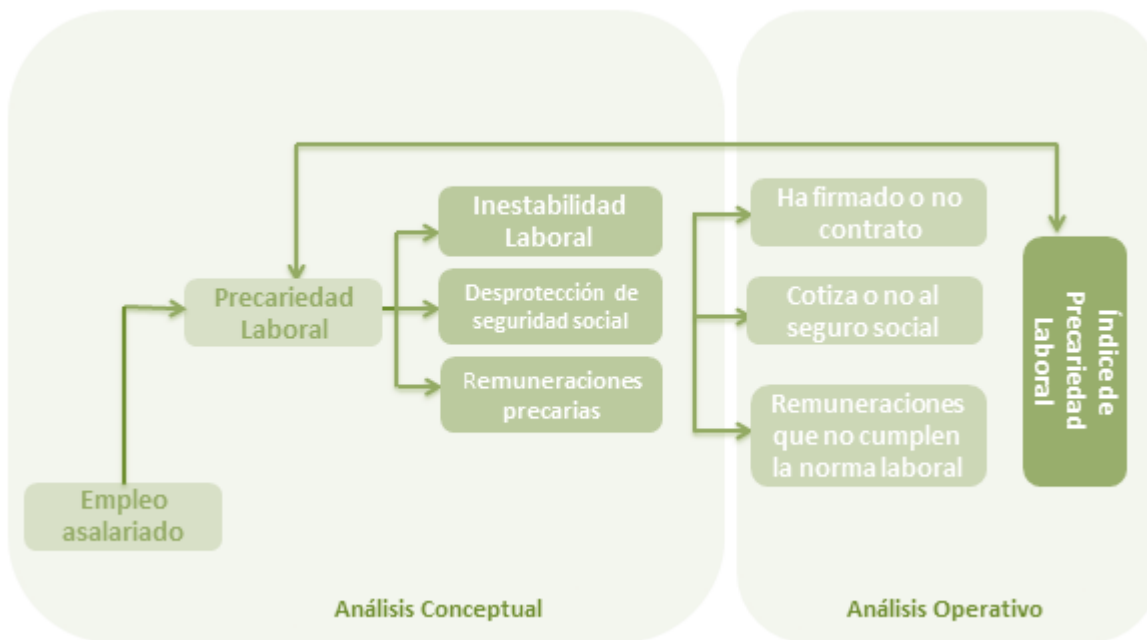 Empleo
asalariado
Precariedad
Laboral
Inestabilidad
Laboral
Desprotección de
seguridad social
Remuneraciones
precarias
Análisis Conceptual
Ha firmado o no
contrato
Cotiza o no al
seguro social
Remuneraciones
que no cumplen
la norma laboral
Índice de
Precariedad
Laboral
Análisis Operativo